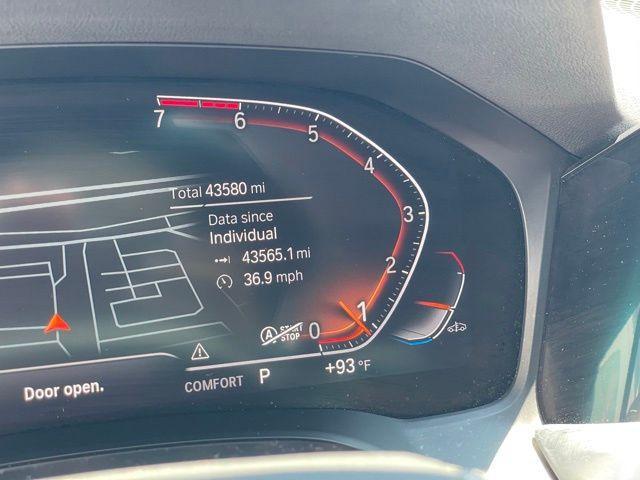 7
6
5
4
3
2
1
0
Total 43580 mi
Data since
Individual
43565.1 mi
36.9 mph
A START
STOP
Door open.
COMFORT P +93 °F